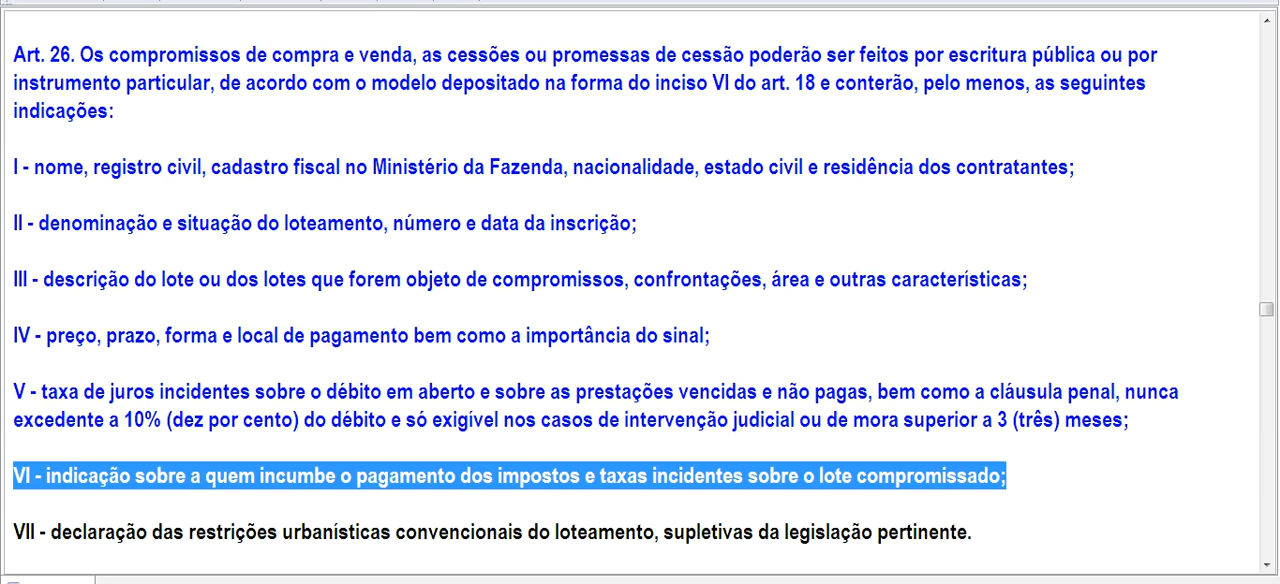 Art. 26. Os compromissos de compra e venda, as cessões ou promessas de cessão poderão ser feitos por escritura pública ou por
instrumento particular, de acordo com o modelo depositado na forma do inciso VI do art. 18 e conterão, pelo menos, as seguintes
indicações:
I - nome, registro civil, cadastro fiscal no Ministério da Fazenda, nacionalidade, estado civil e residência dos contratantes;
II - denominação e situação do loteamento, número e data da inscrição;
III - descrição do lote ou dos lotes que forem objeto de compromissos, confrontações, área e outras características;
IV - preço, prazo, forma e local de pagamento bem como a importância do sinal;
V - taxa de juros incidentes sobre o débito em aberto e sobre as prestações vencidas e não pagas, bem como a cláusula penal, nunca
excedente a 10% (dez por cento) do débito e só exigível nos casos de intervenção judicial ou de mora superior a 3 (três) meses;
VI - indicação sobre a quem incumbe o pagamento dos impostos e taxas incidentes sobre o lote compromissado;
VII - declaração das restrições urbanísticas convencionais do loteamento, supletivas da legislação pertinente.